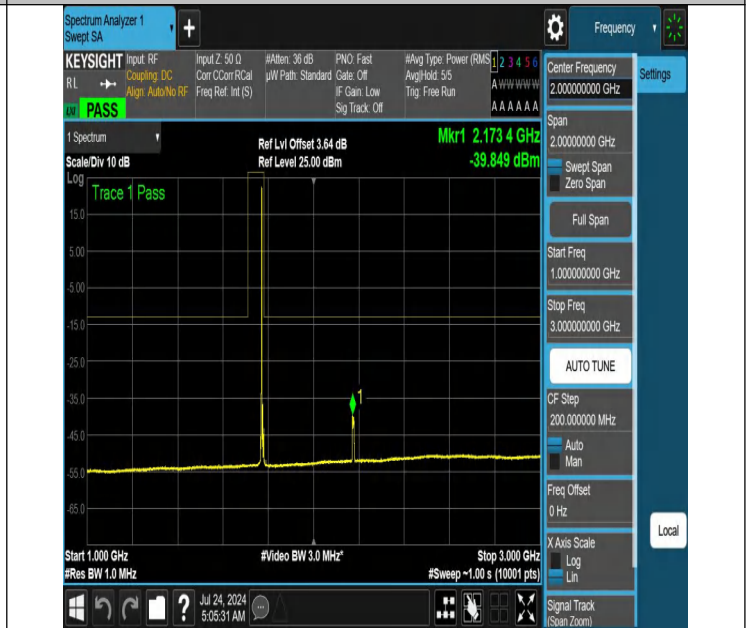 Spectrum Analyzer 1
Swept SA
+
Frequency
KEYSIGHT
RL
PASS
Input: RF
Coupling: DC
Align: Auto/No RF
Input Z: 50 Ω
Corr CCorr RCal
Freq Ref: Int (S)
#Atten: 36 dB
µW Path: Standard
PNO: Fast
Gate: Off
IF Gain: Low
Sig Track: Off
#Avg Type: Power (RMS
Avg|Hold: 5/5
Trig: Free Run
1 2 3 4 5 6
A W W W W W
A A A A A A
1 Spectrum
Scale/Div 10 dB
Log
Ref Lvl Offset 3.64 dB
Ref Level 25.00 dBm
Mkr1 2.173 4 GHz
-39.849 dBm
Trace 1 Pass
15.0
5.00
-5.00
-15.0
-25.0
-35.0
-45.0
-55.0
-65.0
1
Start 1.000 GHz
#Res BW 1.0 MHz
#Video BW 3.0 MHz*
Stop 3.000 GHz
#Sweep ~1.00 s (10001 pts)
Center Frequency
2.000000000 GHz
Span
2.00000000 GHz
Swept Span
Zero Span
Full Span
Start Freq
1.000000000 GHz
Stop Freq
3.000000000 GHz
AUTO TUNE
CF Step
200.000000 MHz
Auto
Man
Freq Offset
0 Hz
X Axis Scale
Log
Lin
Signal Track
(Span Zoom)
Settings
Local
?
Jul 24, 2024
5:05:31 AM